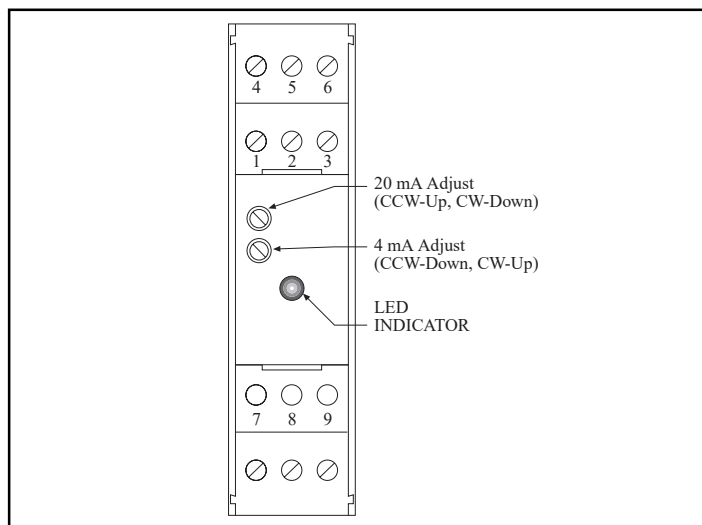 4 5 6
1 2 3
20 mA Adjust
(CCW-Up, CW-Down)
4 mA Adjust
(CCW-Down, CW-Up)
LED
INDICATOR
7 8 9